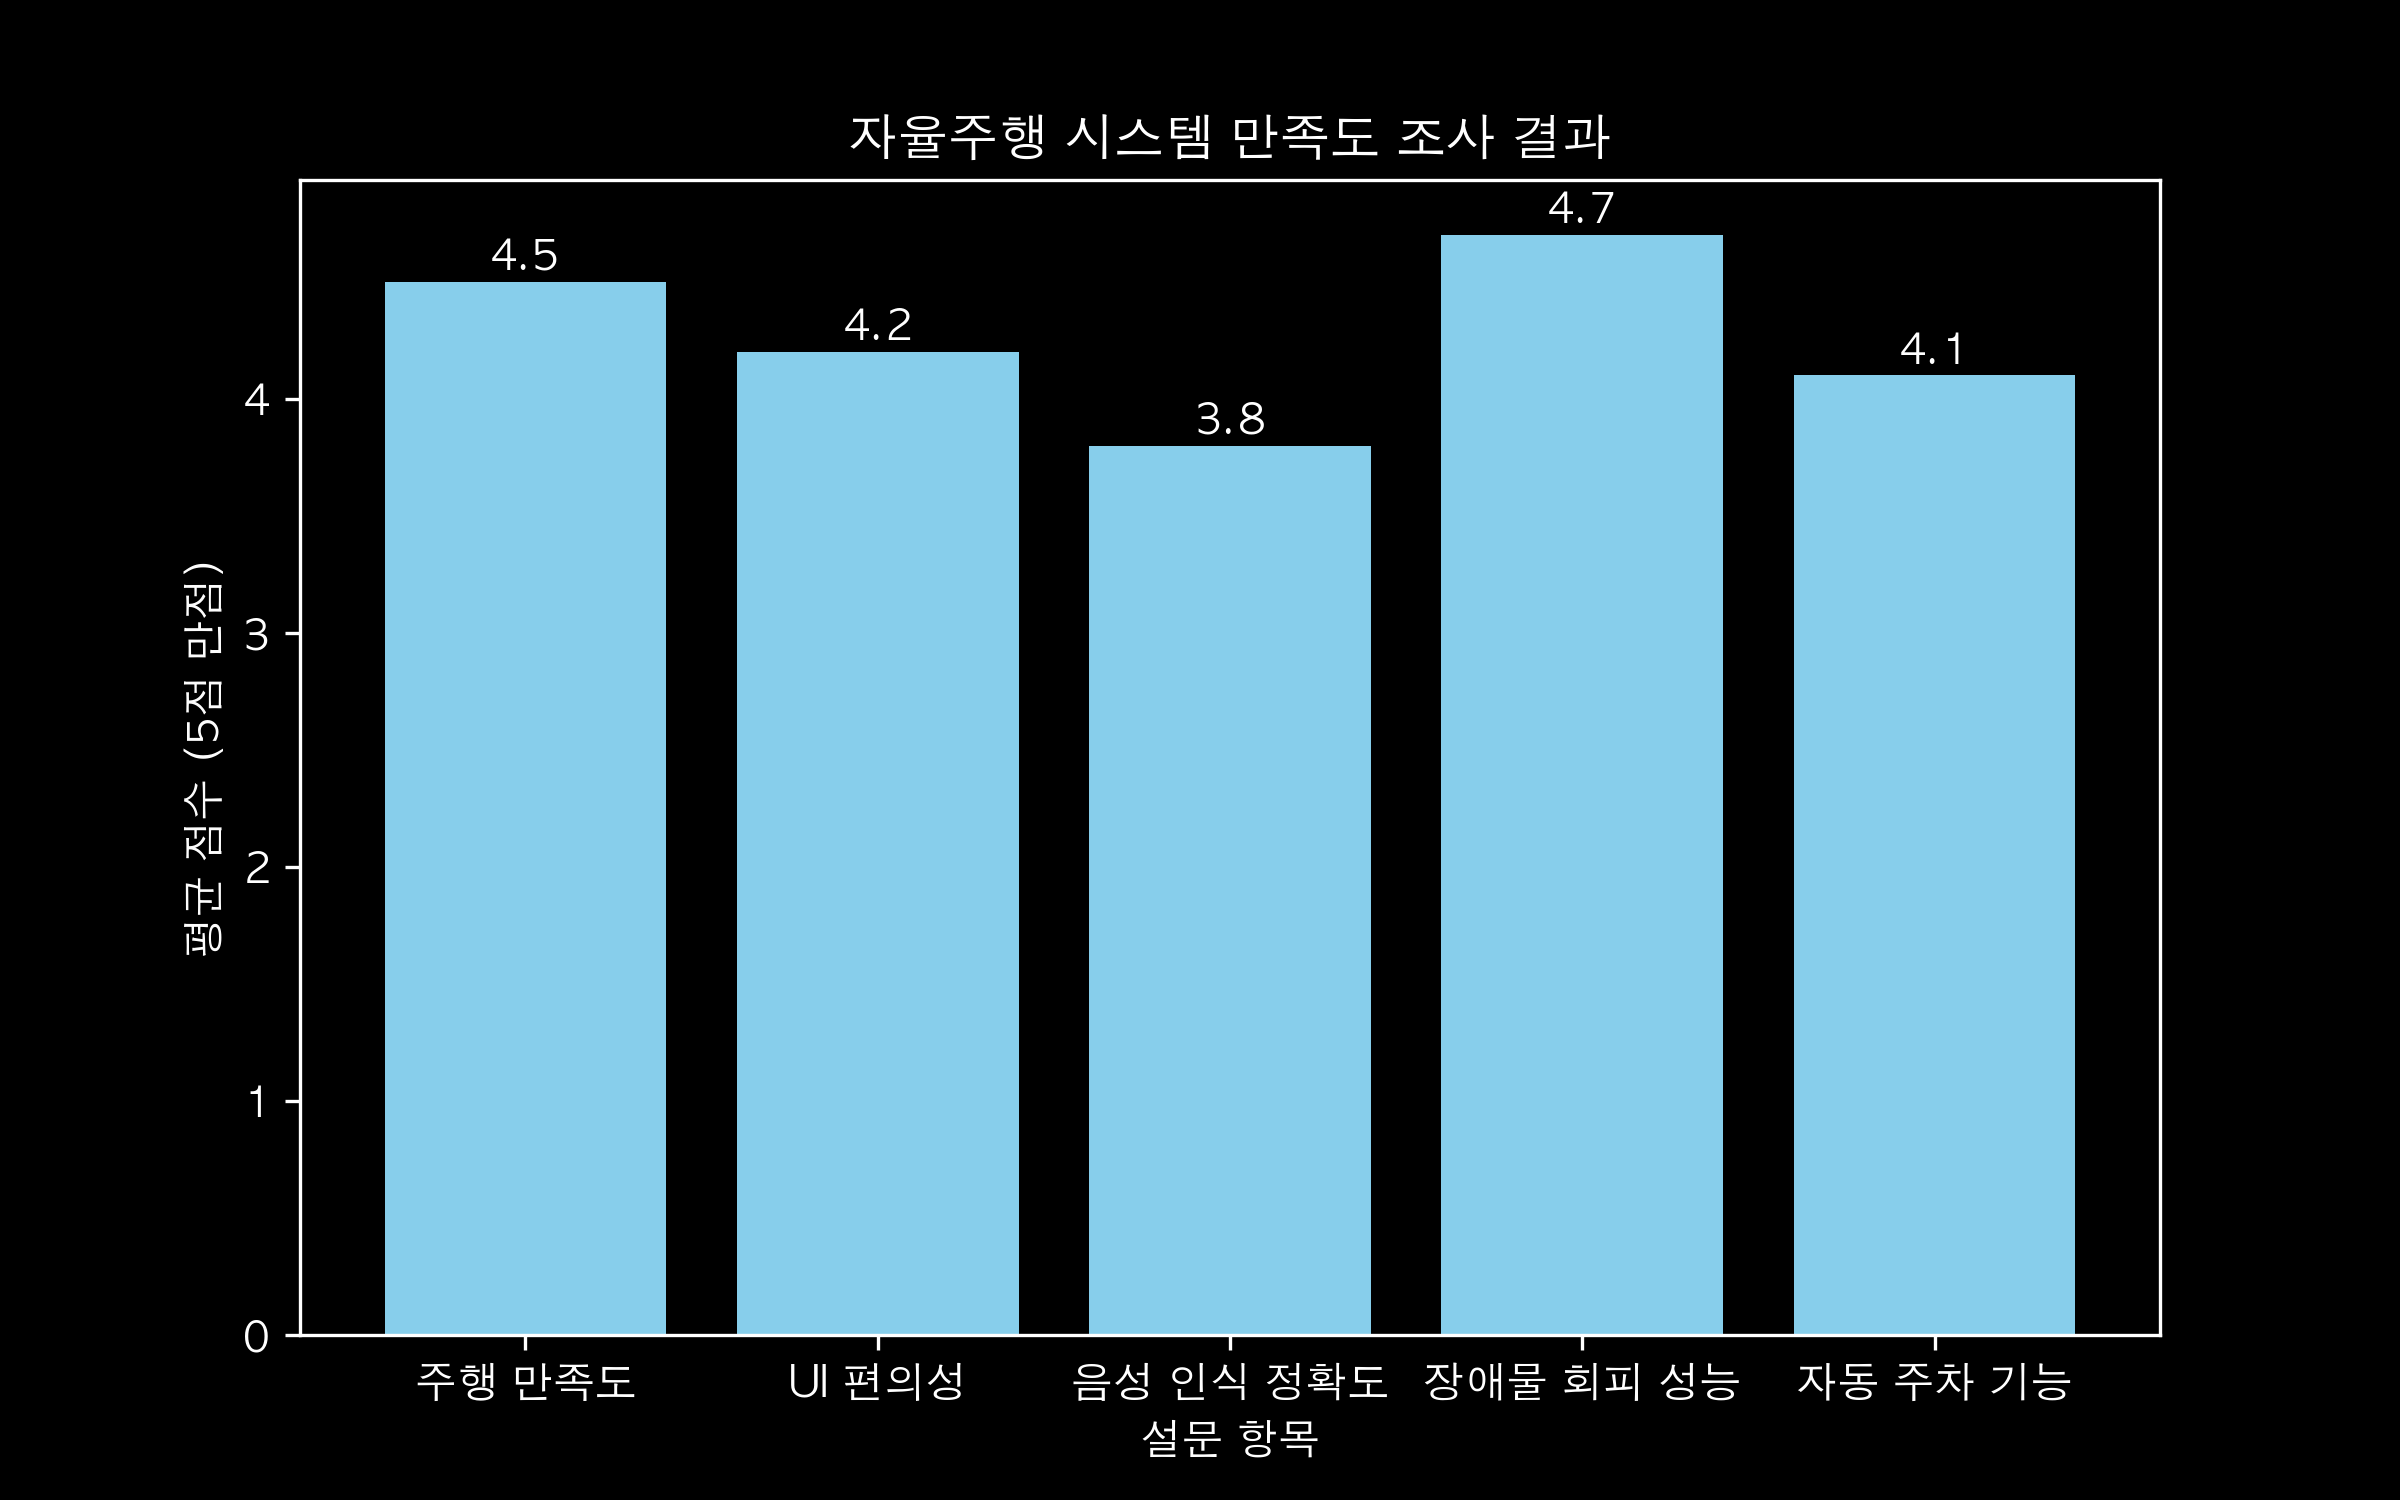 자율주행 시스템 만족도 조사 결과
4.5
4.2
3.8
4.7
4.1
평균 점수 (5점 만점)
4
3
2
1
0
주행 만족도
UI 편의성
음성 인식 정확도
장애물 회피 성능
자동 주차 기능
설문 항목